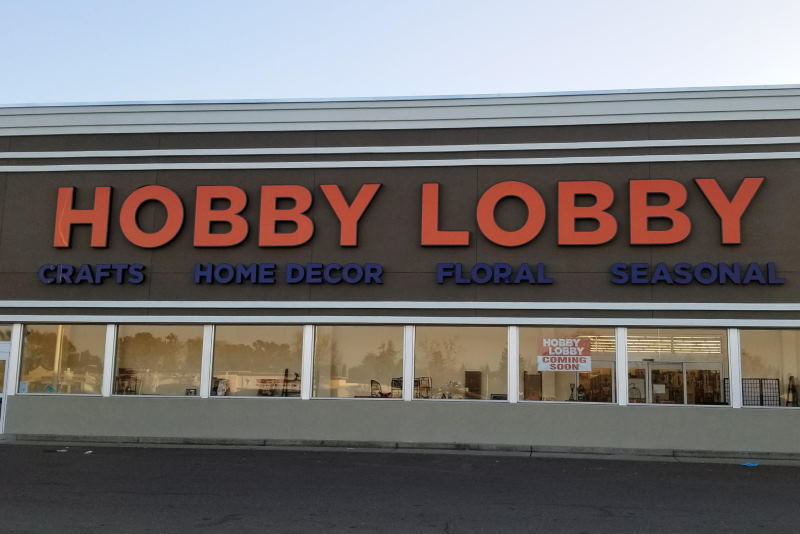 HOBBY LOBBY
CRAFTS HOME DECOR FLORAL SEASONAL
HOBBY
LOBBY
COMING
SOON